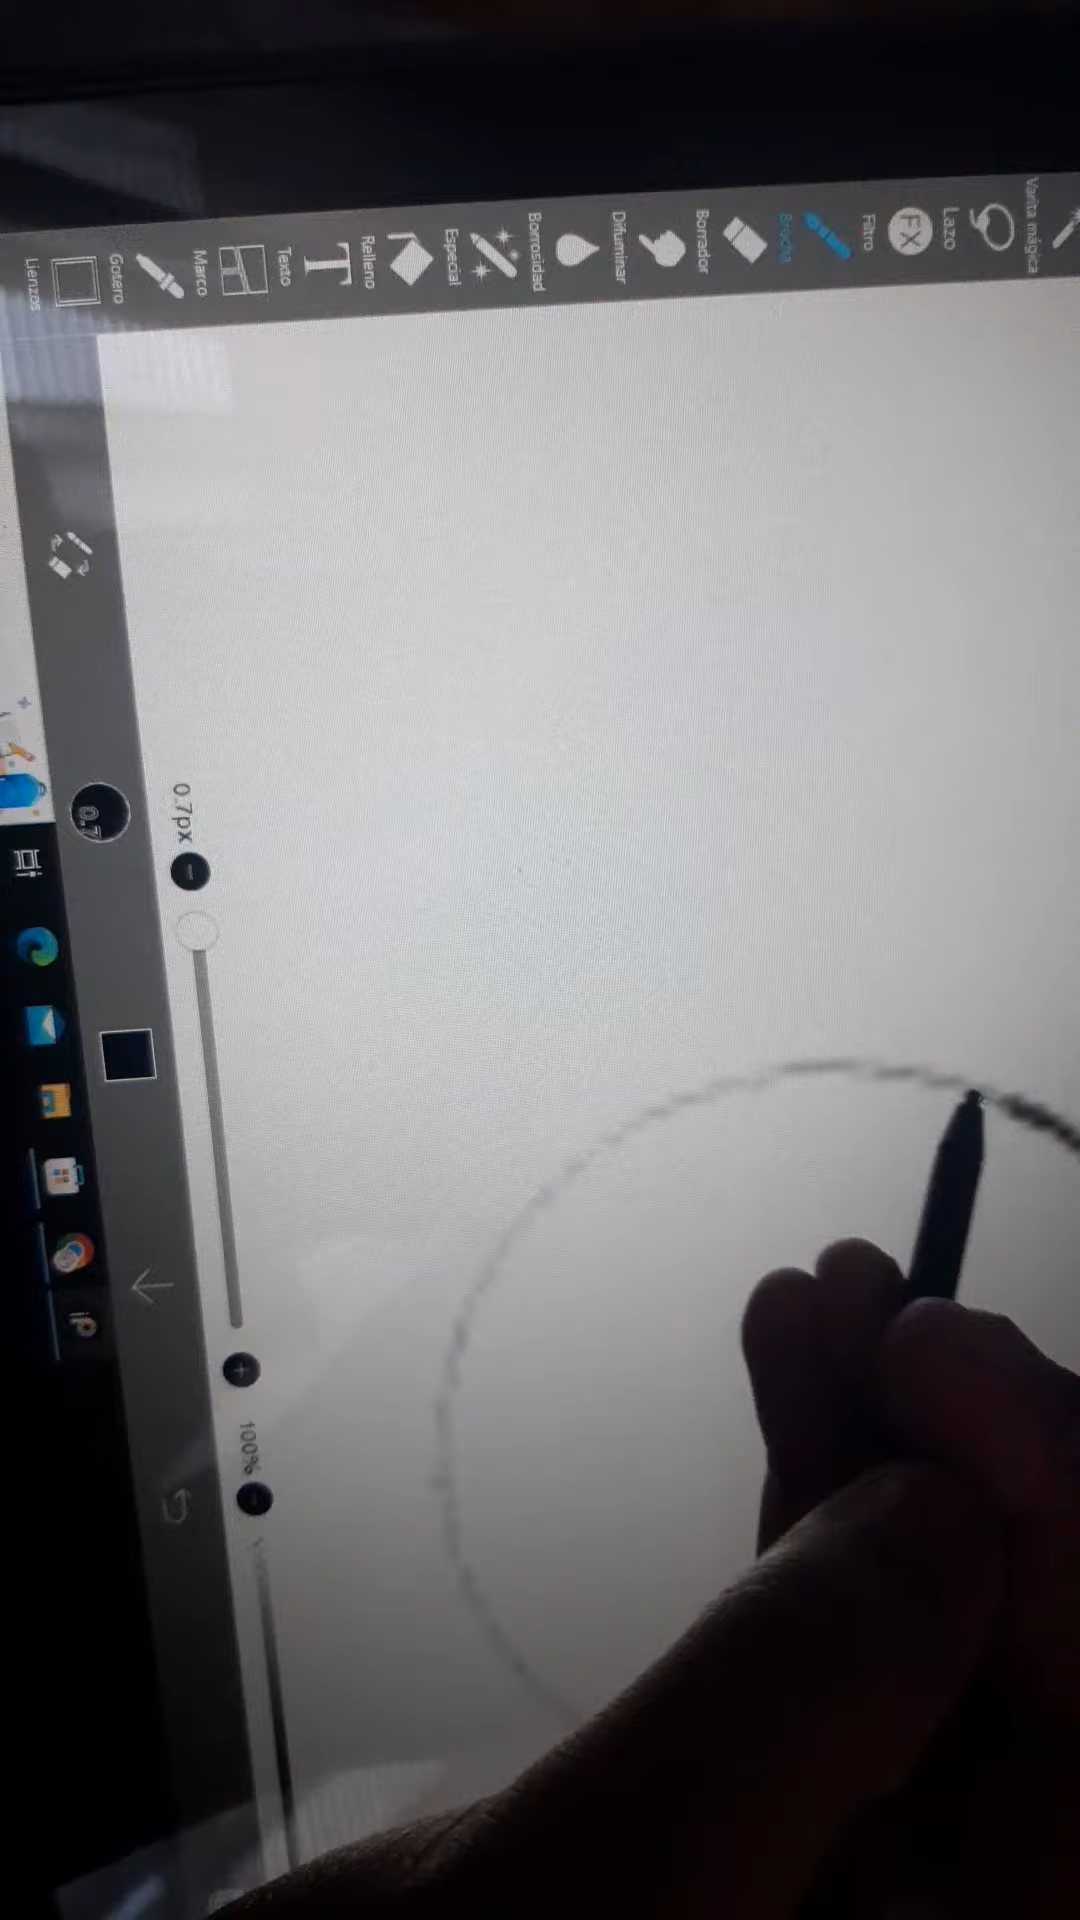 Varita mágica
Lazo
FX
Filtro
Brocha
Borrador
Difuminar
Borrosidad
Especial
Relleno
T
Texto
Marco
Gotero
Lienzos
0.7
0.7px
100%
iP